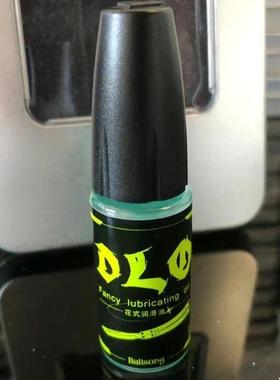 DLO
Fancy lubricating oil
花式润滑油
Balisong